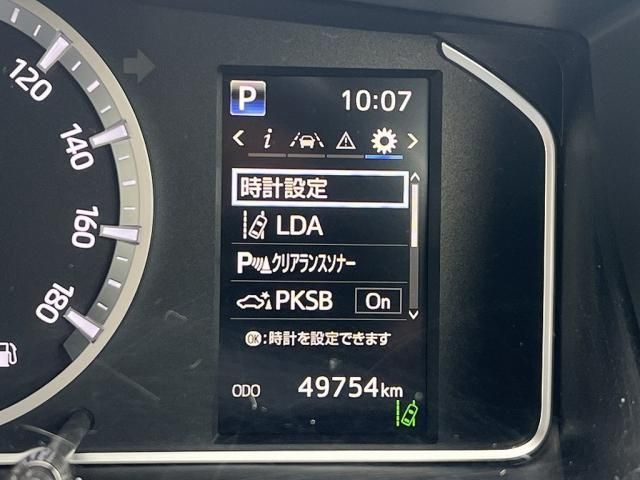 120
140
160
180
P
10:07
< i >
時計設定
LDA
Pクリアランスソナー
PKSB On
OK:時計を設定できます
ODO 49754km